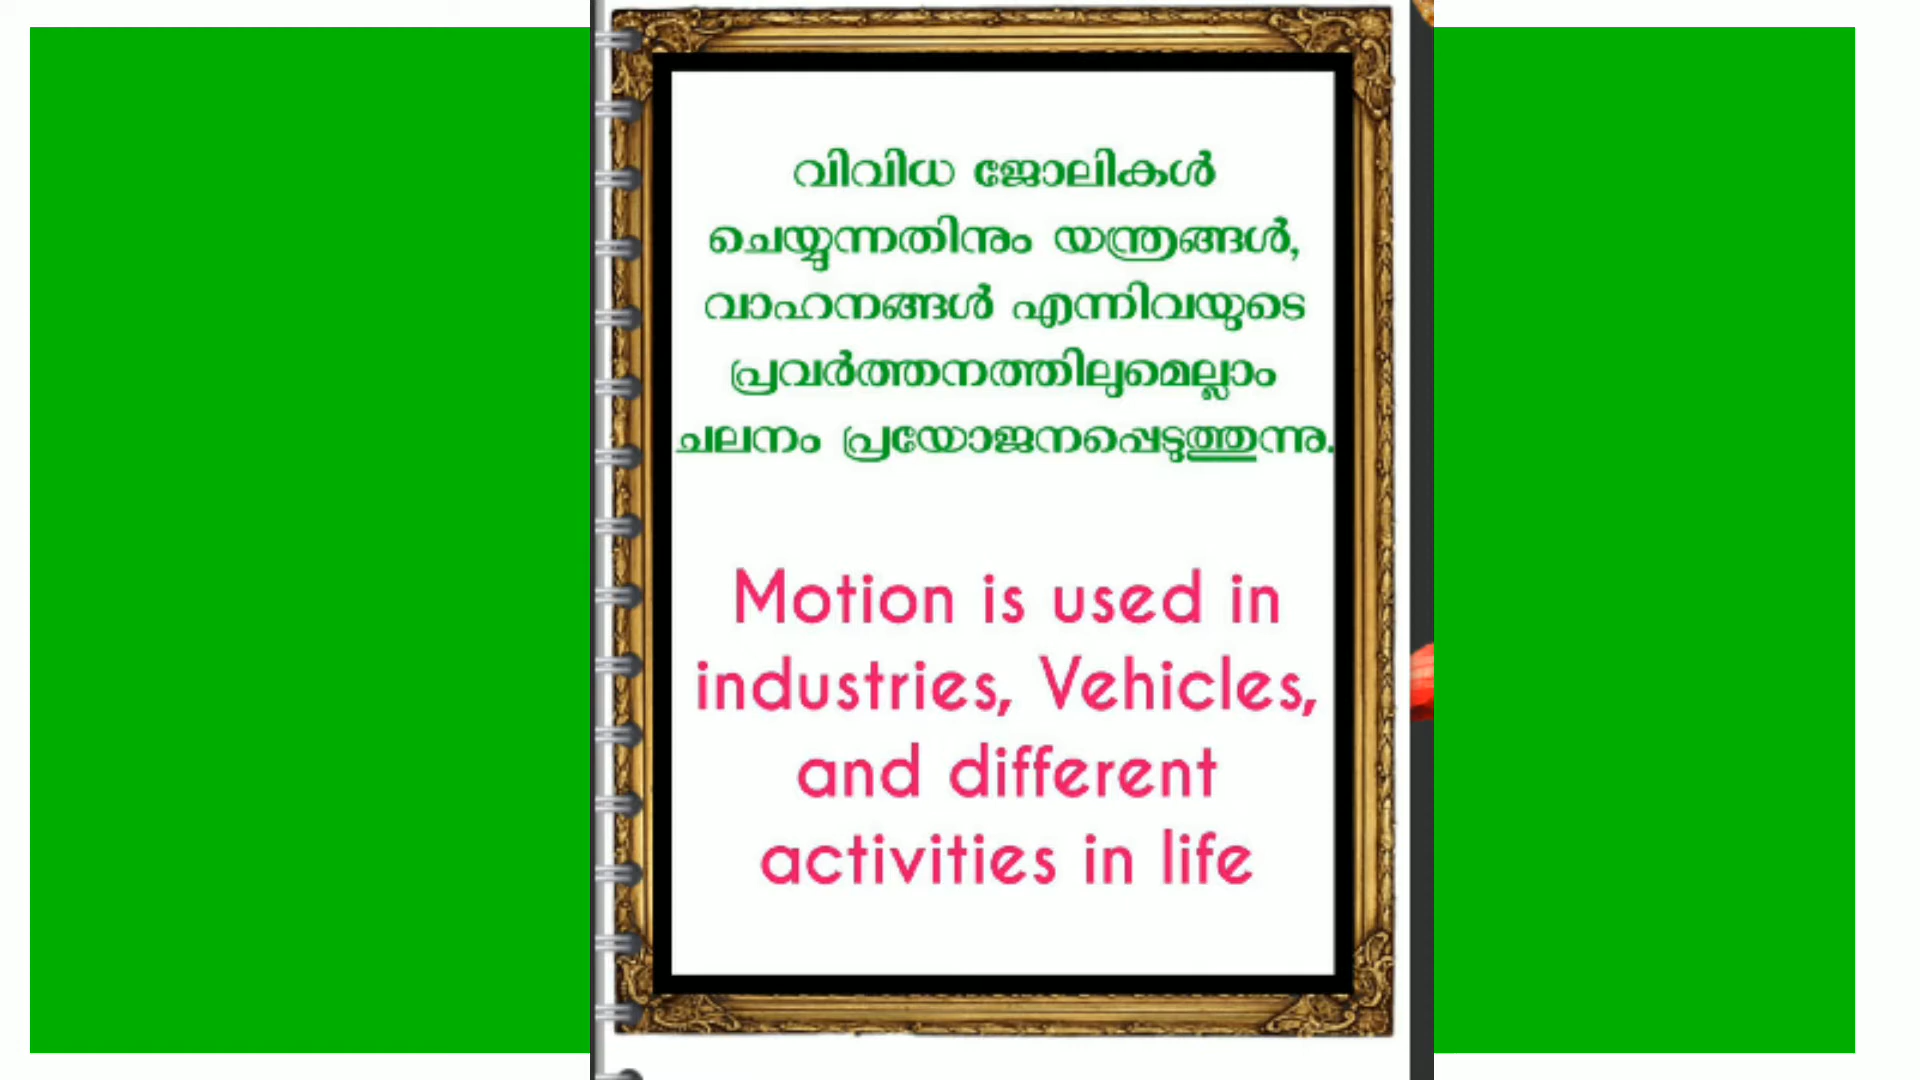 വിവിധ ജോലികൾ
ചെയ്യുന്നതിനും യന്ത്രങ്ങൾ,
വാഹനങ്ങൾ എന്നിവയുടെ
പ്രവർത്തനത്തിലുമെല്ലാം
ചലനം പ്രയോജനപ്പെടുത്തുന്നു.
Motion is used in
industries, Vehicles,
and different
activities in life